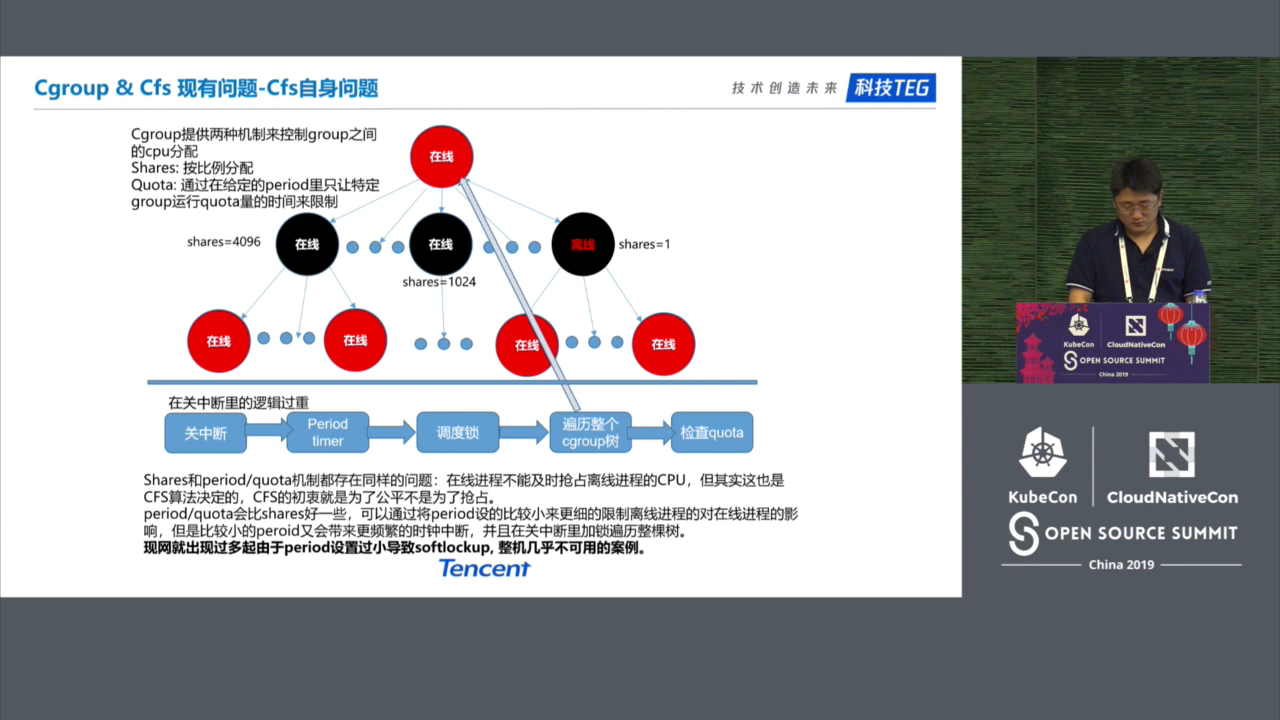 Cgroup & Cfs 现有问题-Cfs自身问题
技术创造未来
科技TEG
Cgroup提供两种机制来控制group之间
的cpu分配
Shares: 按比例分配
Quota: 通过在给定的period里只让特定
group运行quota量的时间来限制
在线
shares=4096
在线
在线
离线
shares=1
shares=1024
在线
在线
在线
在线
在关中断里的逻辑过重
关中断
Period
timer
调度锁
遍历整个
cgroup树
检查quota
Shares和period/quota机制都存在同样的问题：在线进程不能及时抢占离线进程的CPU，但其实这也是
CFS算法决定的，CFS的初衷就是为了公平不是为了抢占。
period/quota会比shares好一些，可以通过将period设的比较小来更细的限制离线进程的对在线进程的影
响，但是比较小的peroid又会带来更频繁的时钟中断，并且在关中断里加锁遍历整棵树。
现网就出现过多起由于period设置过小导致softlockup, 整机几乎不可用的案例。
Tencent
KubeCon
CloudNativeCon
OPEN SOURCE SUMMIT
China 2019
KubeCon
CloudNativeCon
OPEN SOURCE SUMMIT
China 2019